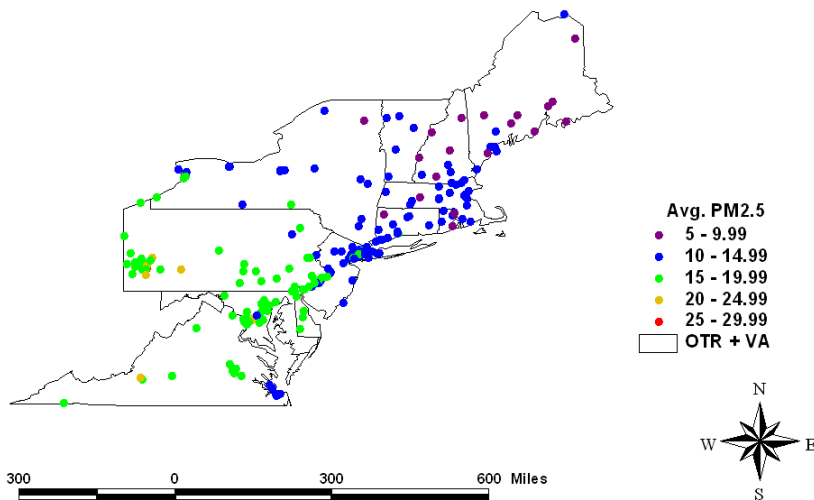 Avg. PM2.5
5 - 9.99
10 - 14.99
15 - 19.99
20 - 24.99
25 - 29.99
OTR + VA
N
W E
S
300 0 300 600 Miles